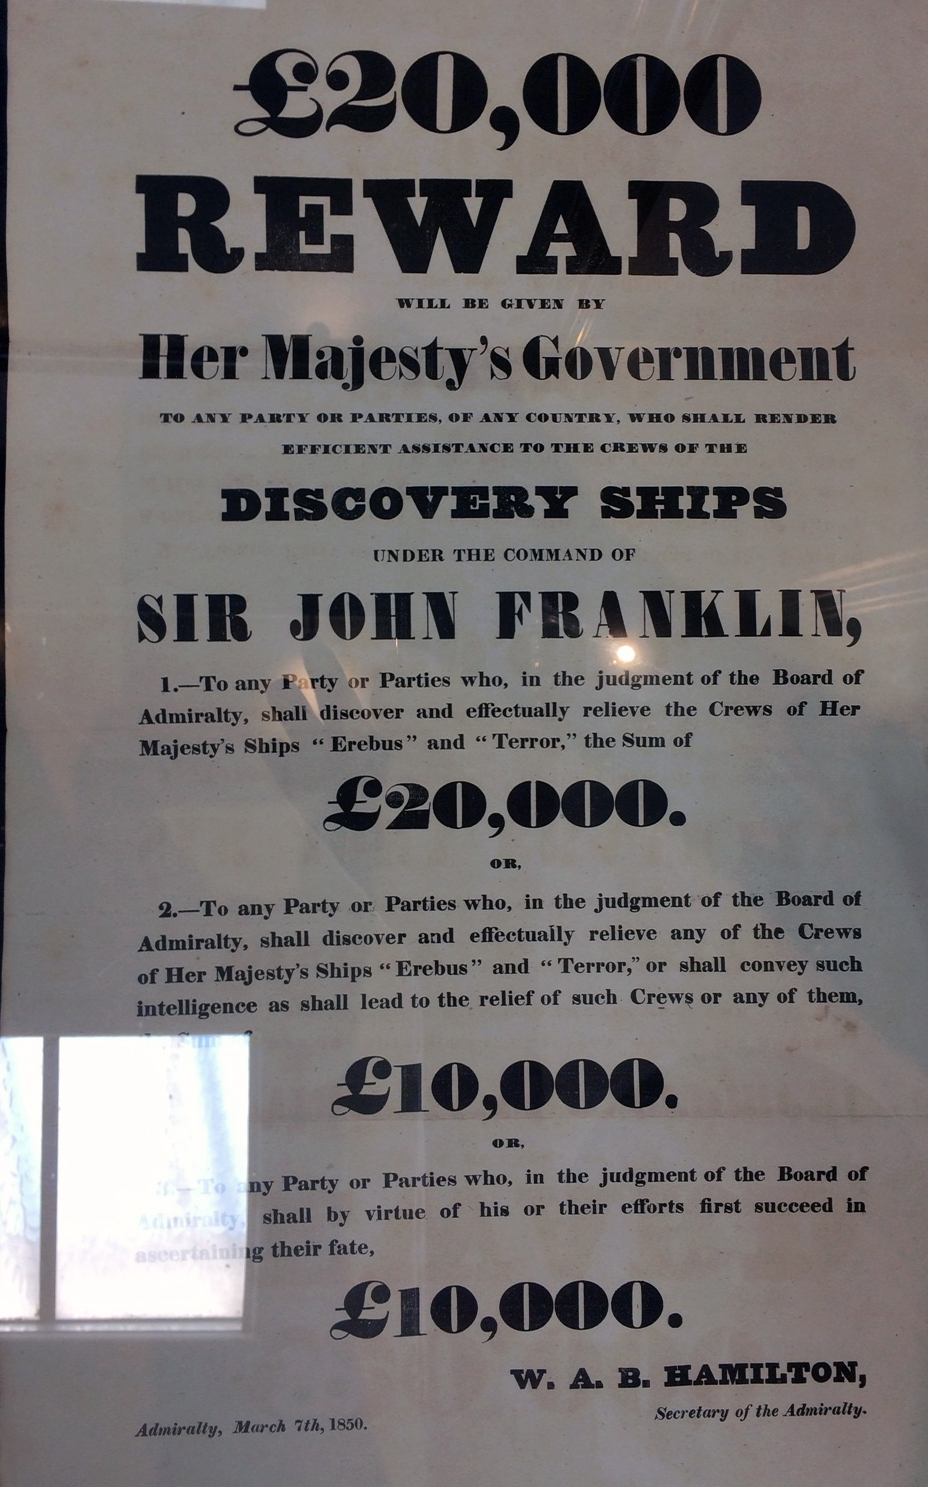 £20,000
REWARD
WILL BE GIVEN BY
Her Majesty's Government
TO ANY PARTY OR PARTIES, OF ANY COUNTRY, WHO SHALL RENDER
EFFICIENT ASSISTANCE TO THE CREWS OF THE
DISCOVERY SHIPS
UNDER THE COMMAND OF
SIR JOHN FRANKLIN,
1.—To any Party or Parties who, in the judgment of the Board of
Admiralty, shall discover and effectually relieve the Crews of Her
Majesty's Ships "Erebus" and "Terror," the Sum of
£20,000.
OR,
2.—To any Party or Parties who, in the judgment of the Board of
Admiralty, shall discover and effectually relieve any of the Crews
of Her Majesty's Ships "Erebus" and "Terror," or shall convey such
intelligence as shall lead to the relief of such Crews or any of them,
the Sum of
£10,000.
OR,
3.—To any Party or Parties who, in the judgment of the Board of
Admiralty, shall by virtue of his or their efforts first succeed in
ascertaining their fate,
£10,000.
W. A. B. HAMILTON,
Secretary of the Admiralty.
Admiralty, March 7th, 1850.